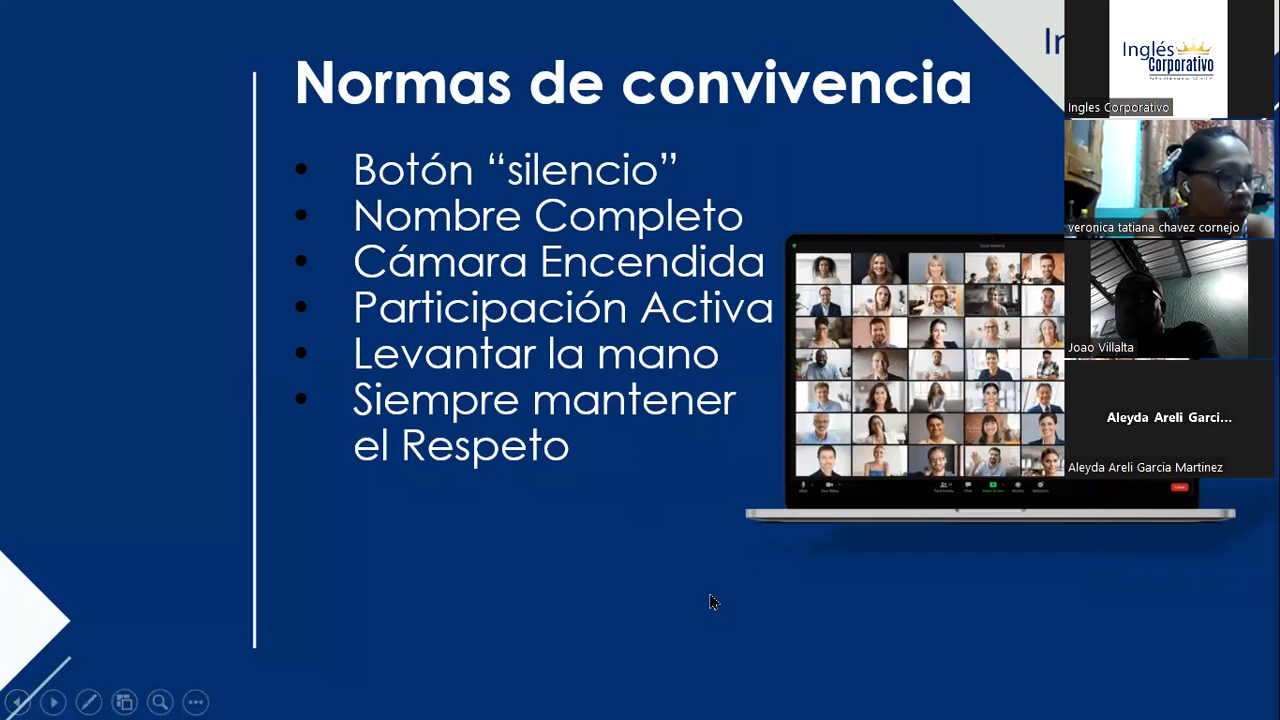 Normas de convivencia
• Botón “silencio”
• Nombre Completo
• Cámara Encendida
• Participación Activa
• Levantar la mano
• Siempre mantener
el Respeto
Inglés
Corporativo
Ingles Corporativo
veronica tatiana chavez cornejo
Joao Villalta
Aleyda Areli Garci...
Aleyda Areli Garcia Martinez